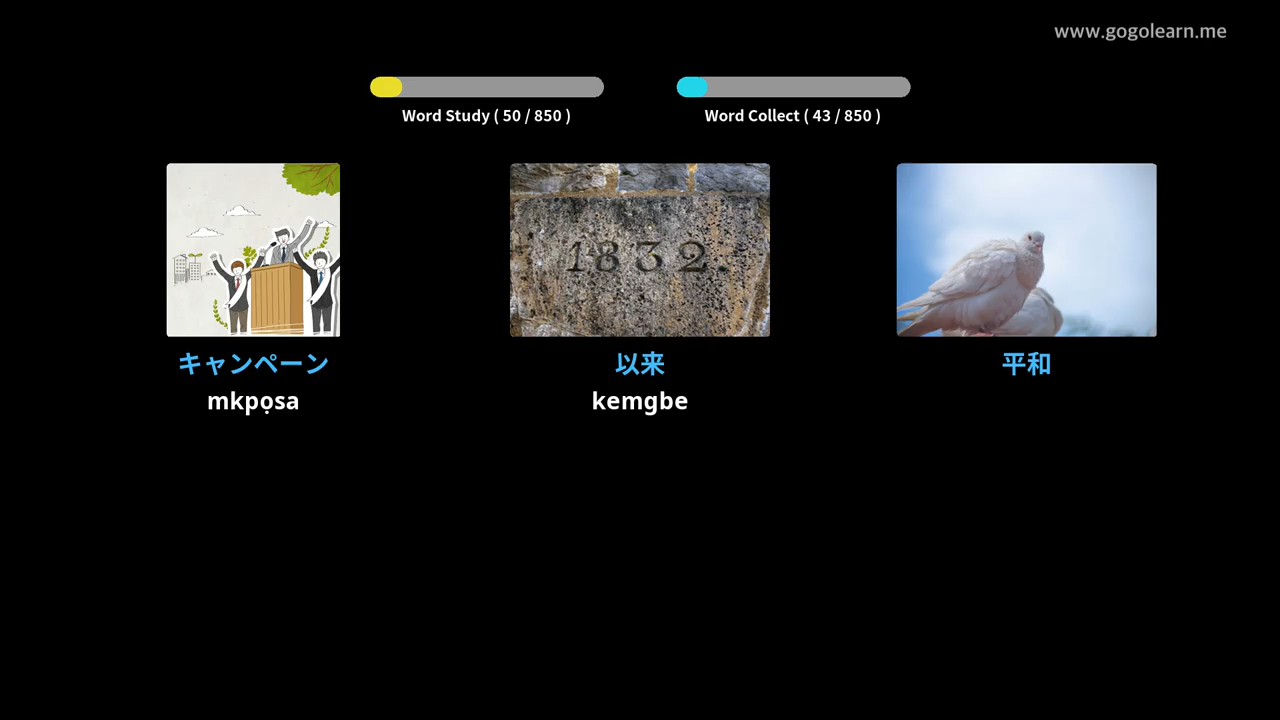 www.gogolearn.me
Word Study ( 50 / 850 )
Word Collect ( 43 / 850 )
1832
キャンペーン
以来
平和
mkpọsa
kemgbe